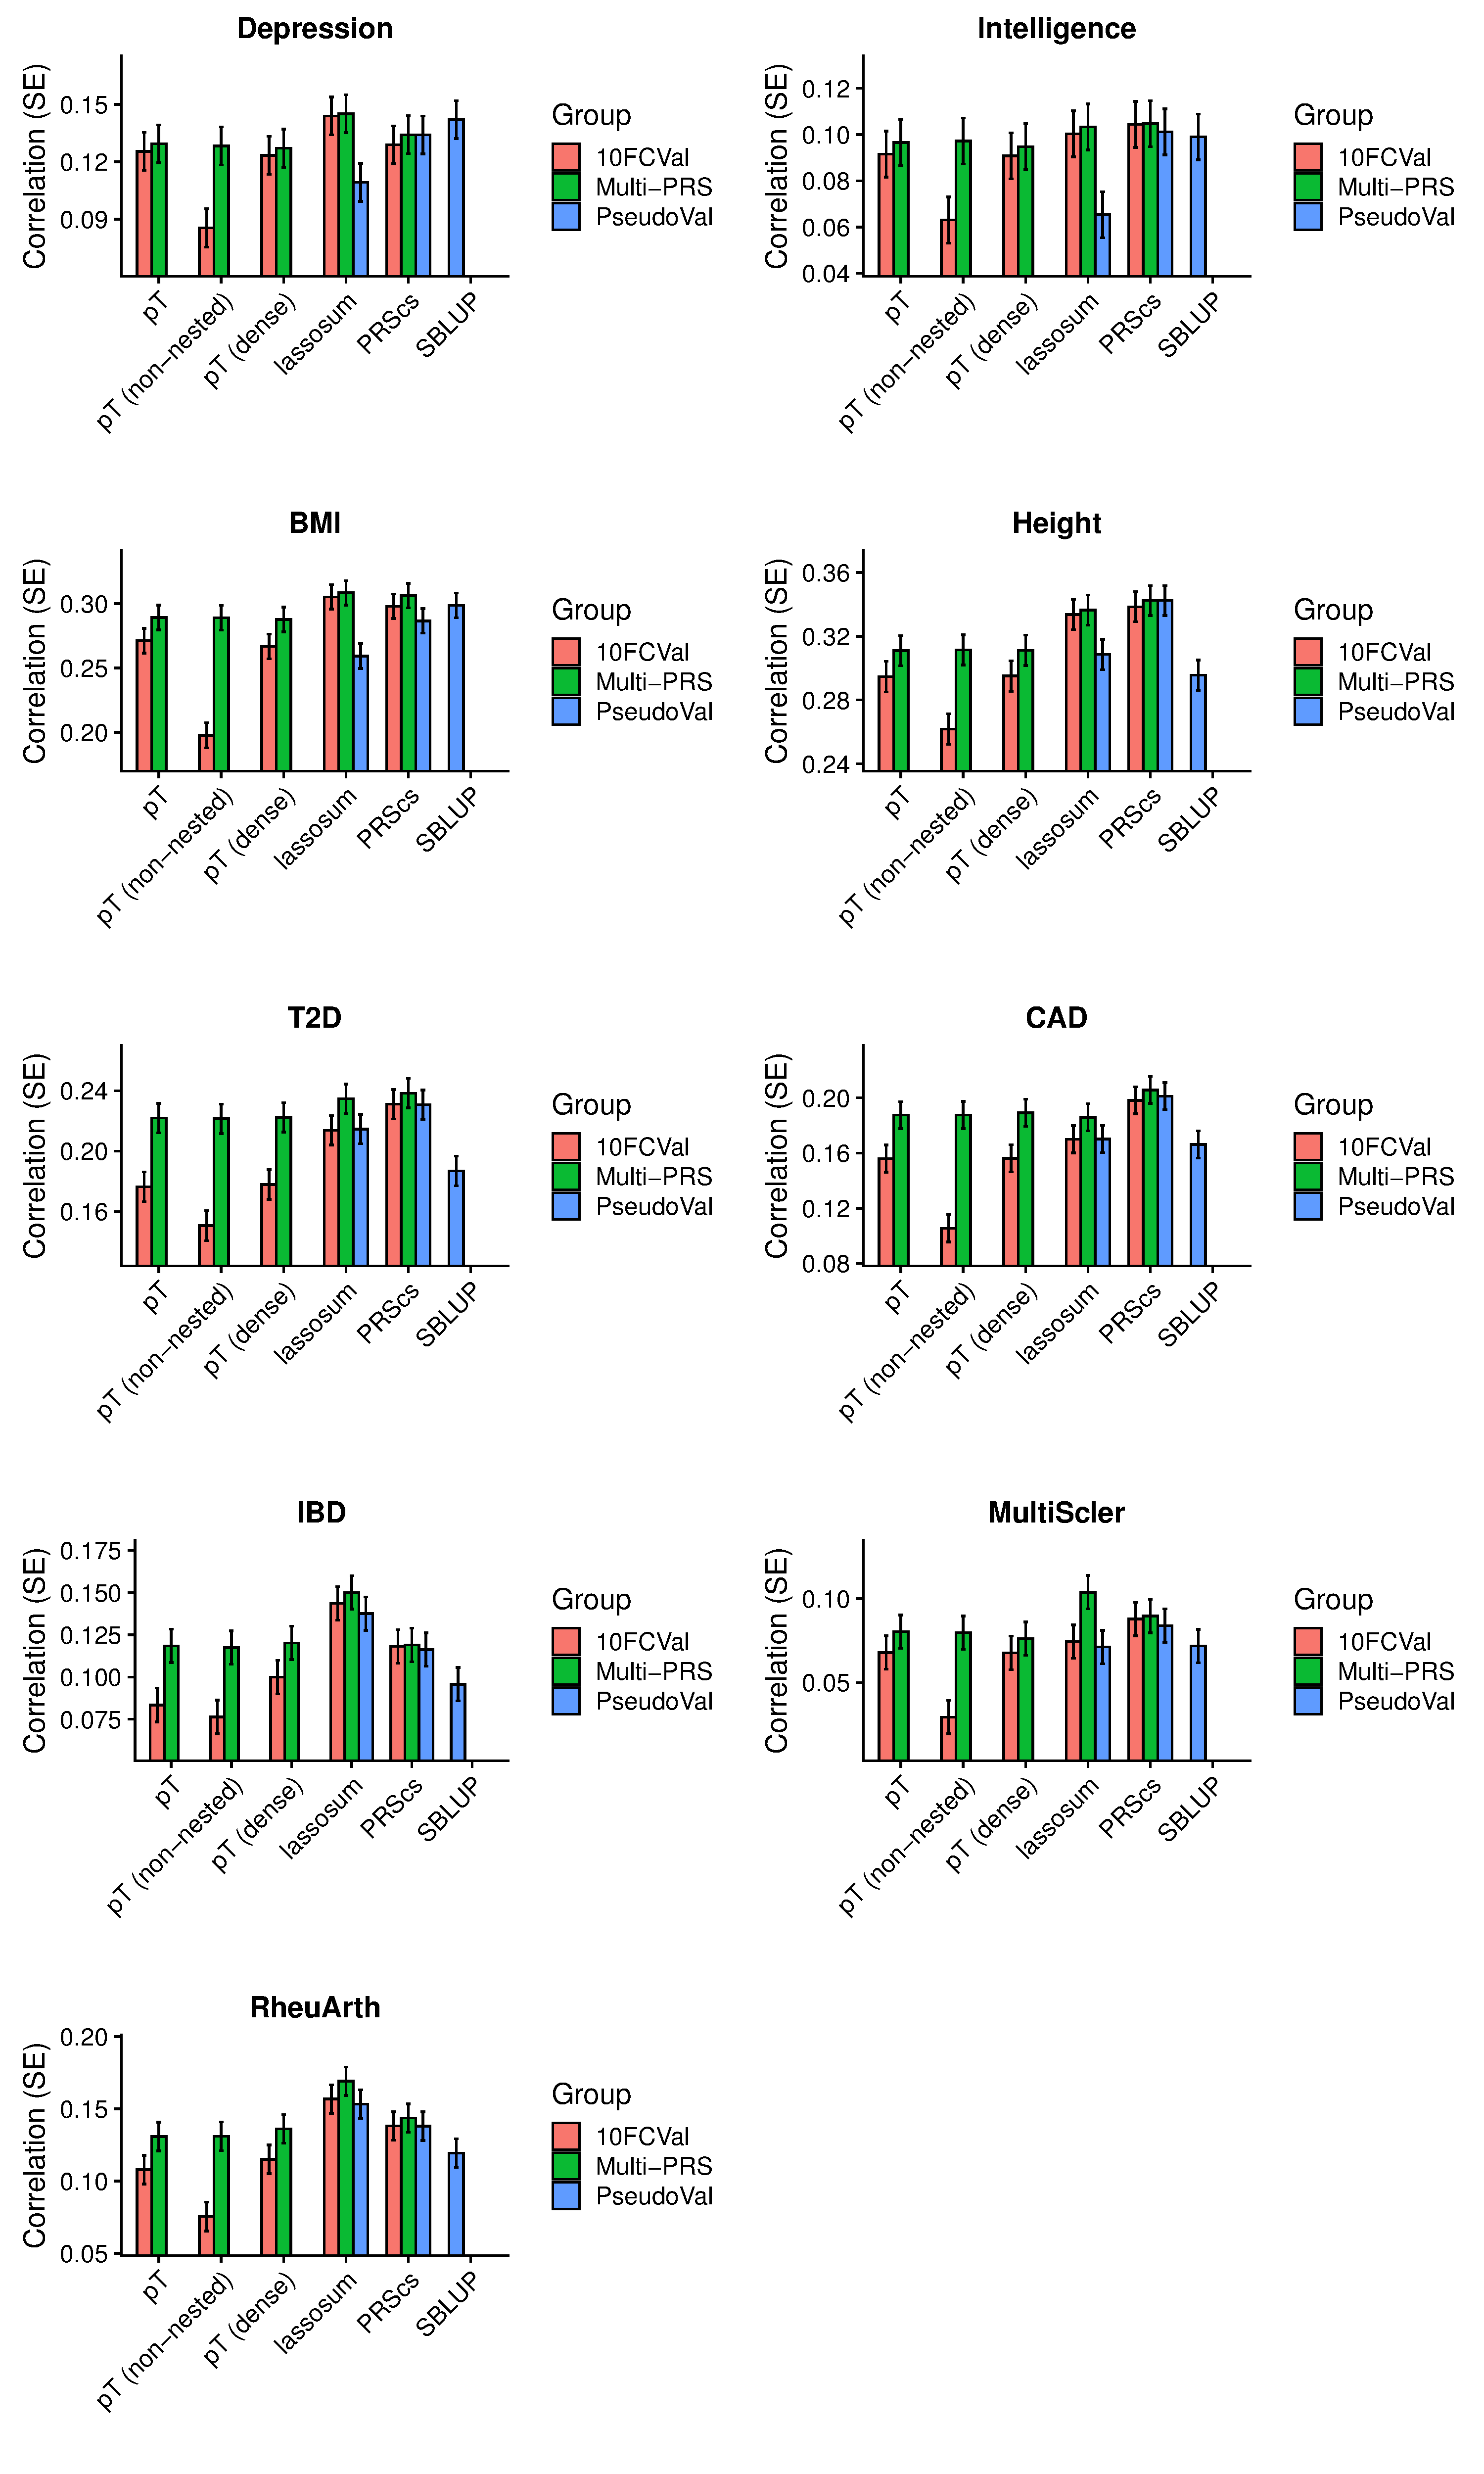 Depression
Correlation (SE)
0.15
0.12
0.09
pT
pT (non−nested)
pT (dense)
lassosum
PRScs
SBLUP
Group
10FCVal
Multi−PRS
PseudoVal
Intelligence
Correlation (SE)
0.12
0.10
0.08
0.06
0.04
pT
pT (non−nested)
pT (dense)
lassosum
PRScs
SBLUP
Group
10FCVal
Multi−PRS
PseudoVal
BMI
Correlation (SE)
0.30
0.25
0.20
pT
pT (non−nested)
pT (dense)
lassosum
PRScs
SBLUP
Group
10FCVal
Multi−PRS
PseudoVal
Height
Correlation (SE)
0.36
0.32
0.28
0.24
pT
pT (non−nested)
pT (dense)
lassosum
PRScs
SBLUP
Group
10FCVal
Multi−PRS
PseudoVal
T2D
Correlation (SE)
0.24
0.20
0.16
pT
pT (non−nested)
pT (dense)
lassosum
PRScs
SBLUP
Group
10FCVal
Multi−PRS
PseudoVal
CAD
Correlation (SE)
0.20
0.16
0.12
0.08
pT
pT (non−nested)
pT (dense)
lassosum
PRScs
SBLUP
Group
10FCVal
Multi−PRS
PseudoVal
IBD
Correlation (SE)
0.175
0.150
0.125
0.100
0.075
pT
pT (non−nested)
pT (dense)
lassosum
PRScs
SBLUP
Group
10FCVal
Multi−PRS
PseudoVal
MultiScler
Correlation (SE)
0.10
0.05
pT
pT (non−nested)
pT (dense)
lassosum
PRScs
SBLUP
Group
10FCVal
Multi−PRS
PseudoVal
RheuArth
Correlation (SE)
0.20
0.15
0.10
0.05
pT
pT (non−nested)
pT (dense)
lassosum
PRScs
SBLUP
Group
10FCVal
Multi−PRS
PseudoVal